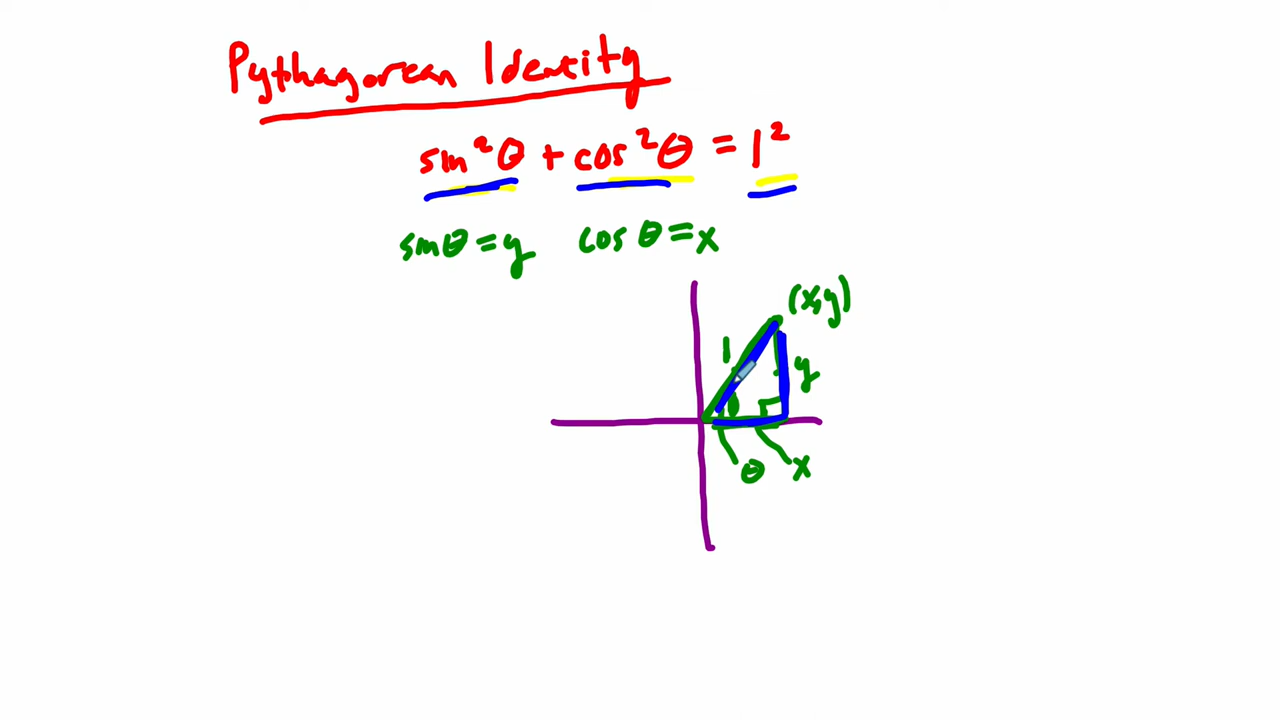 Pythagorean Identity
sin²θ + cos²θ = 1²
sinθ = y cos θ = x
(x,y)
1
y
θ
x